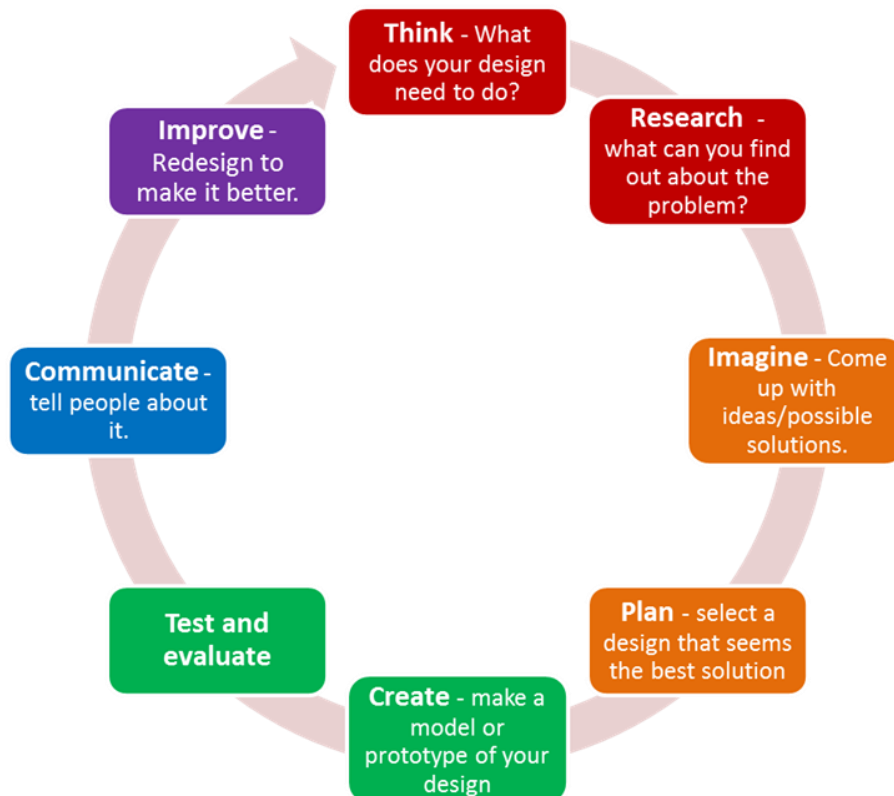 Think - What
does your design
need to do?
Research -
what can you find
out about the
problem?
Imagine - Come
up with
ideas/possible
solutions.
Plan - select a
design that seems
the best solution
Create - make a
model or
prototype of your
design
Test and
evaluate
Communicate -
tell people about
it.
Improve -
Redesign to
make it better.